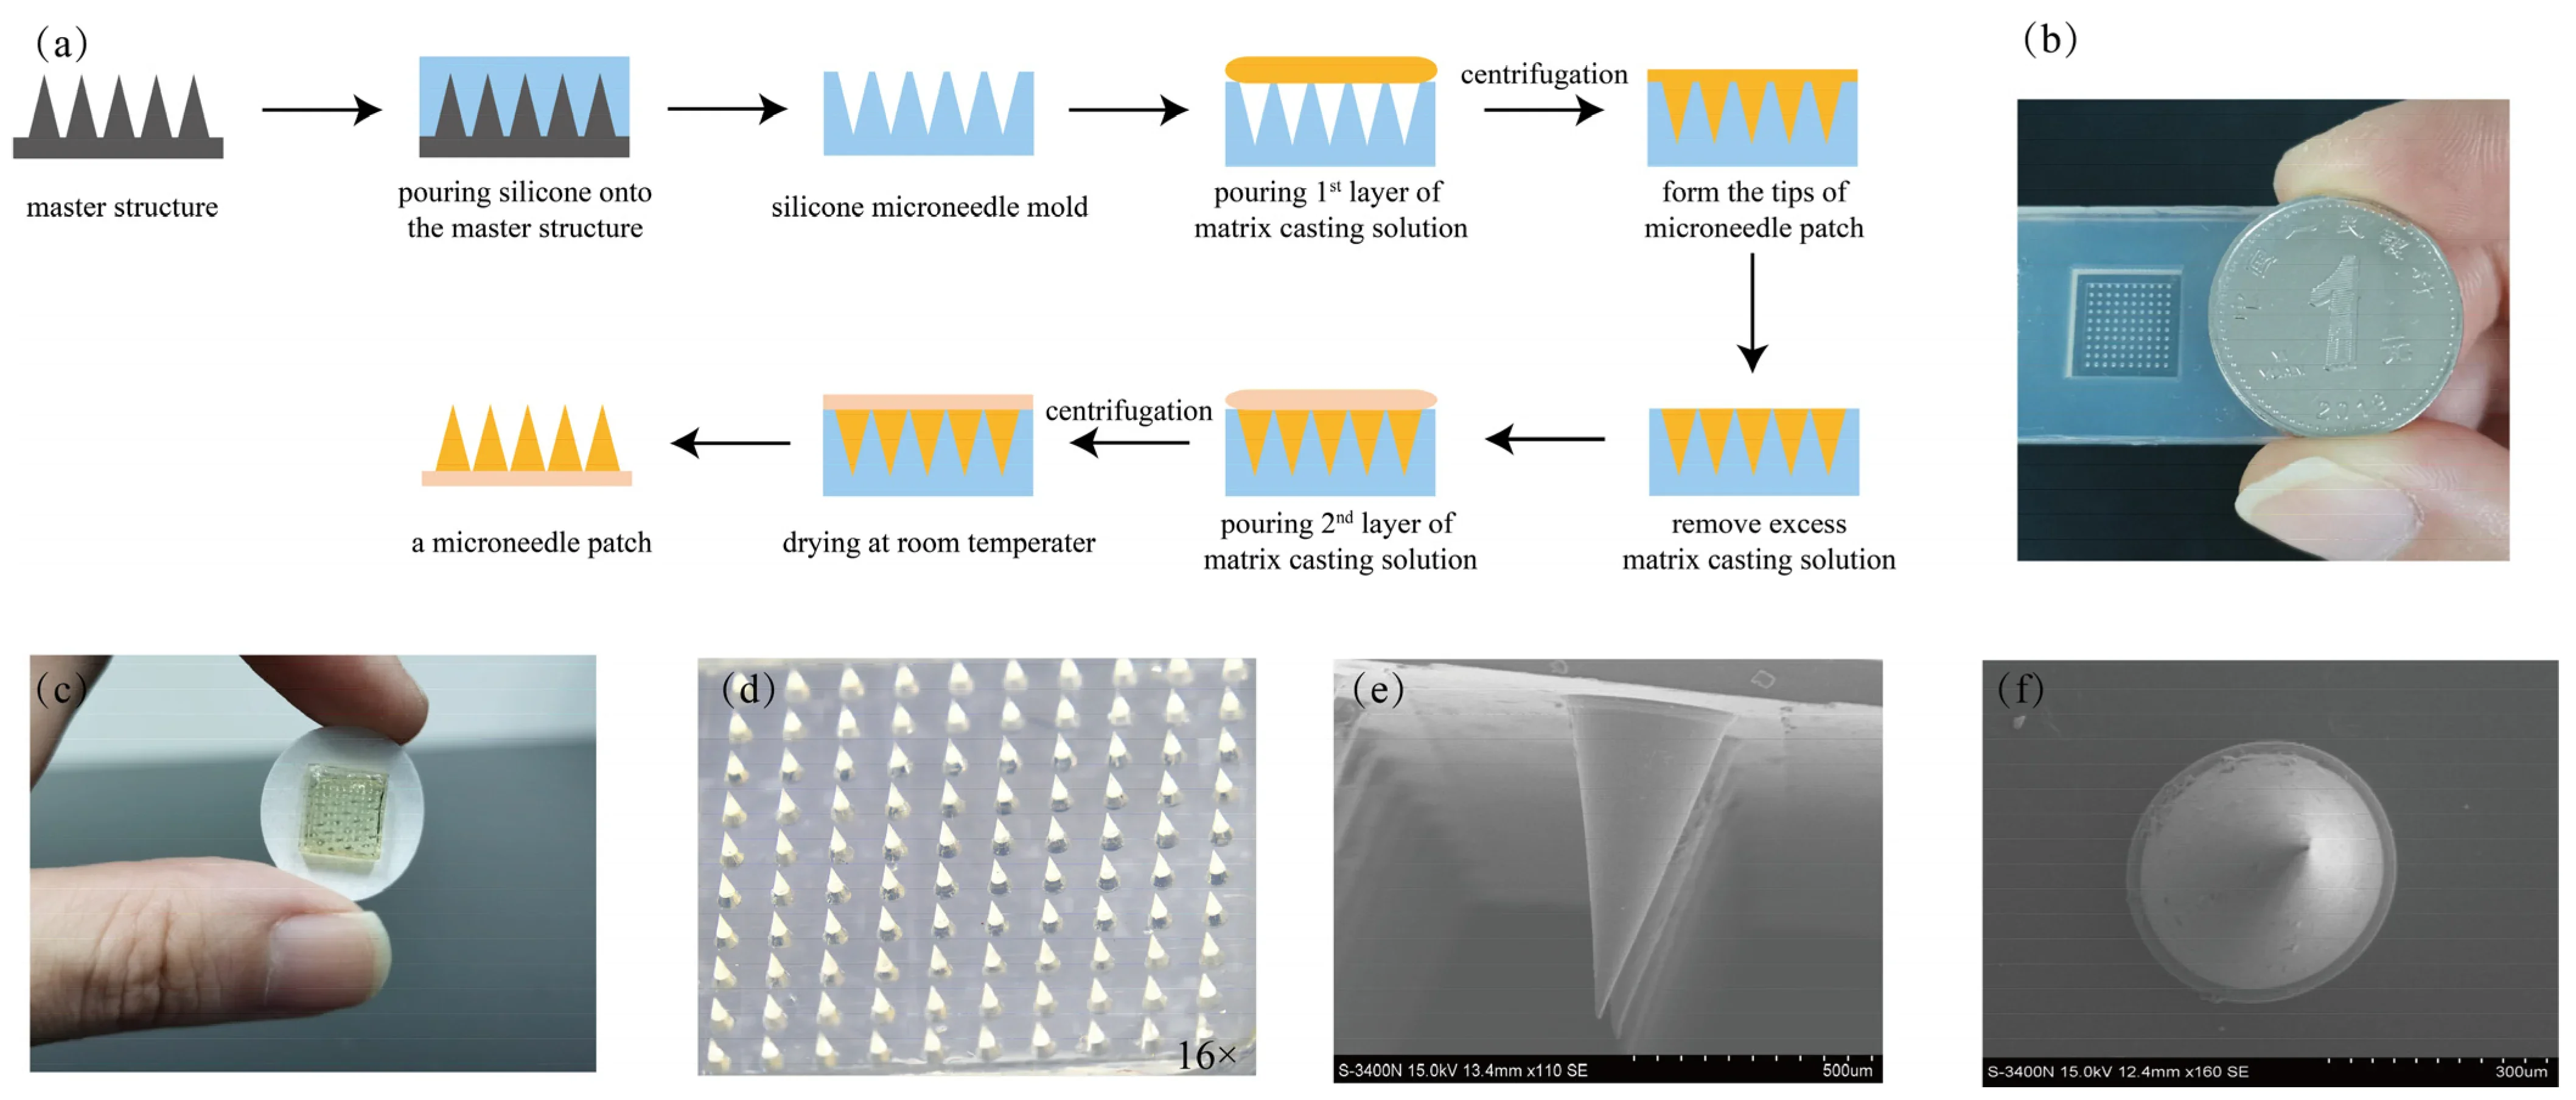 (a)
(b)
centrifugation
master structure
pouring silicone onto
the master structure
silicone microneedle mold
pouring 1st layer of
matrix casting solution
form the tips of
microneedle patch
centrifugation
a microneedle patch
drying at room temperater
pouring 2nd layer of
matrix casting solution
remove excess
matrix casting solution
1
2019
(c)
(d)
16×
(e)
S-3400N 15.0kV 13.4mm x110 SE
500um
(f)
S-3400N 15.0kV 12.4mm x160 SE
300um